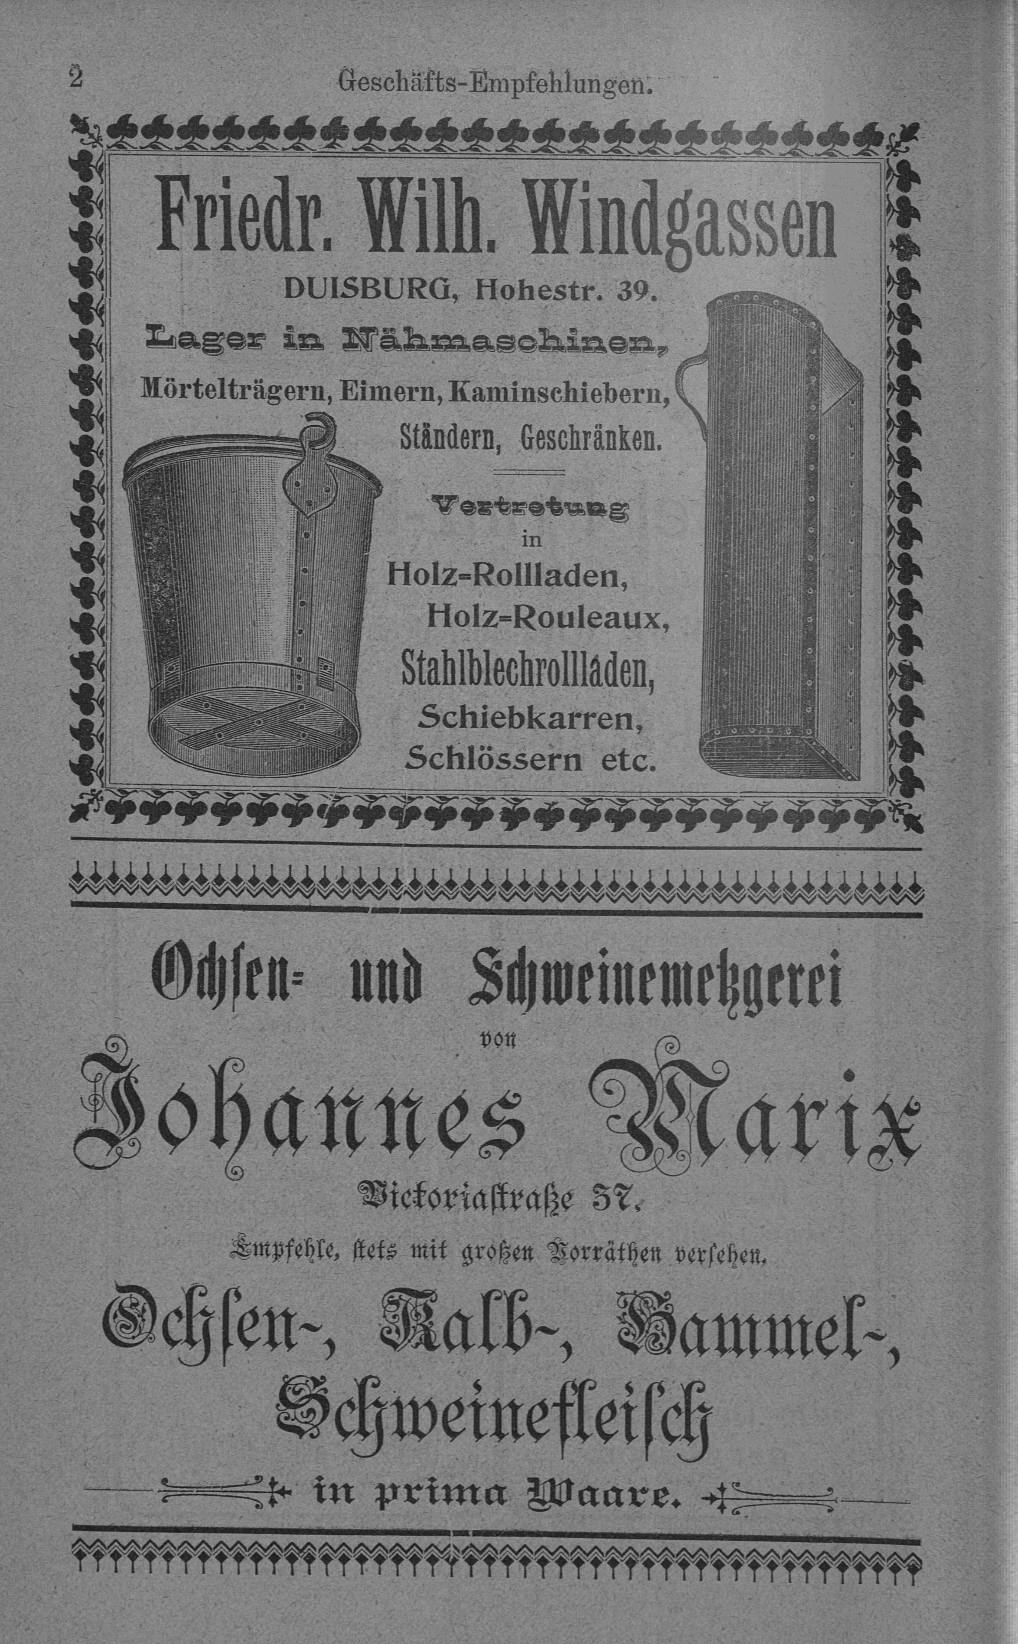 2
Geschäfts-Empfehlungen.
Friedr. Wilh. Windgassen
DUISBURG, Hohestr. 39.
Lager in Nähmaschinen,
Mörtelträgern, Eimern, Kaminschiebern,
Ständern, Geschränken.
Vertretung
in
Holz-Rollladen,
Holz-Rouleaux,
Stahlblechrollläden,
Schiebkarren,
Schlössern etc.
Ochsen- und Schweinemetzgerei
von
Johannes Marix
Victoriastraße 37.
Empfehle, stets mit großen Vorräthen versehen,
Ochsen-, Kalb-, Hammel-,
Schweinefleisch
in prima Waare.